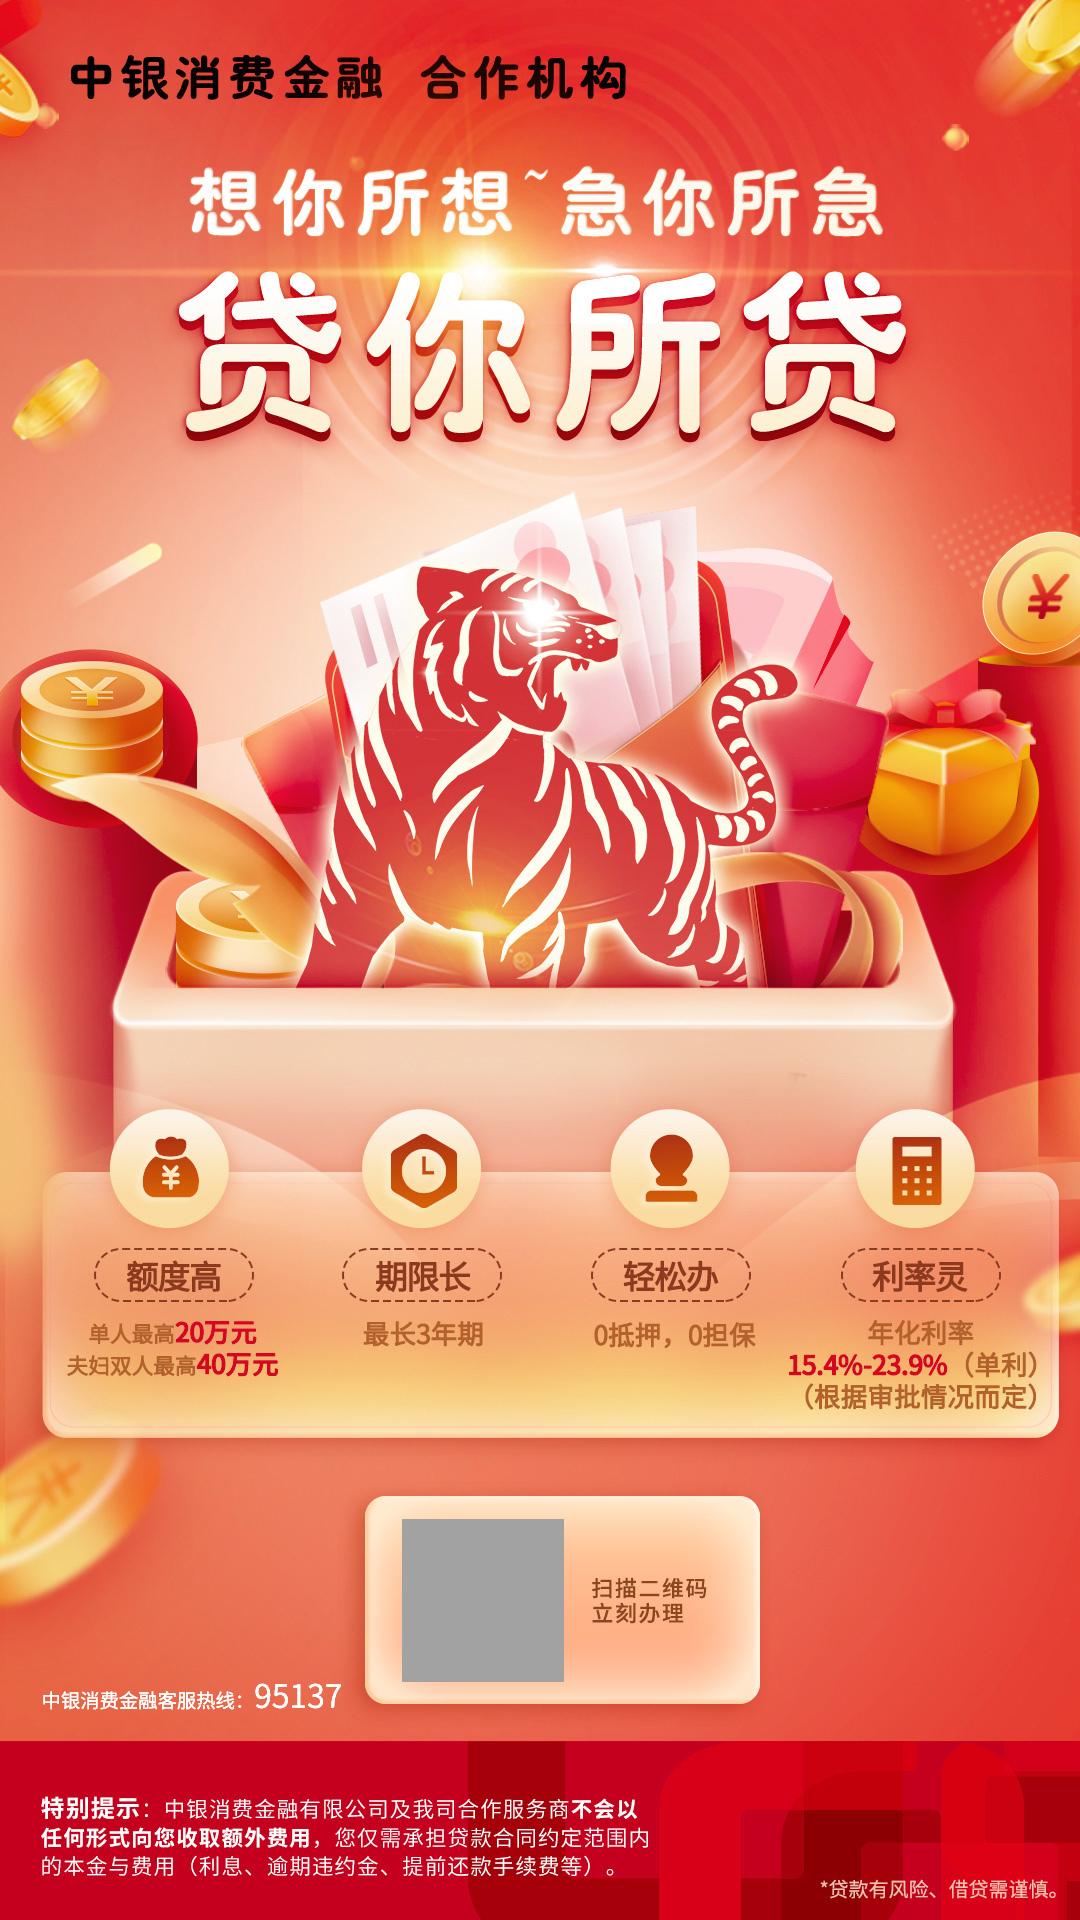 中银消费金融 合作机构
想你所想~急你所急
贷你所贷
额度高
单人最高20万元
夫妇双人最高40万元
期限长
最长3年期
轻松办
0抵押，0担保
利率灵
年化利率
15.4%-23.9%（单利）
（根据审批情况而定）
扫描二维码
立刻办理
中银消费金融客服热线：95137
特别提示：中银消费金融有限公司及我司合作服务商不会以
任何形式向您收取额外费用，您仅需承担贷款合同约定范围内
的本金与费用（利息、逾期违约金、提前还款手续费等）。
*贷款有风险、借贷需谨慎。